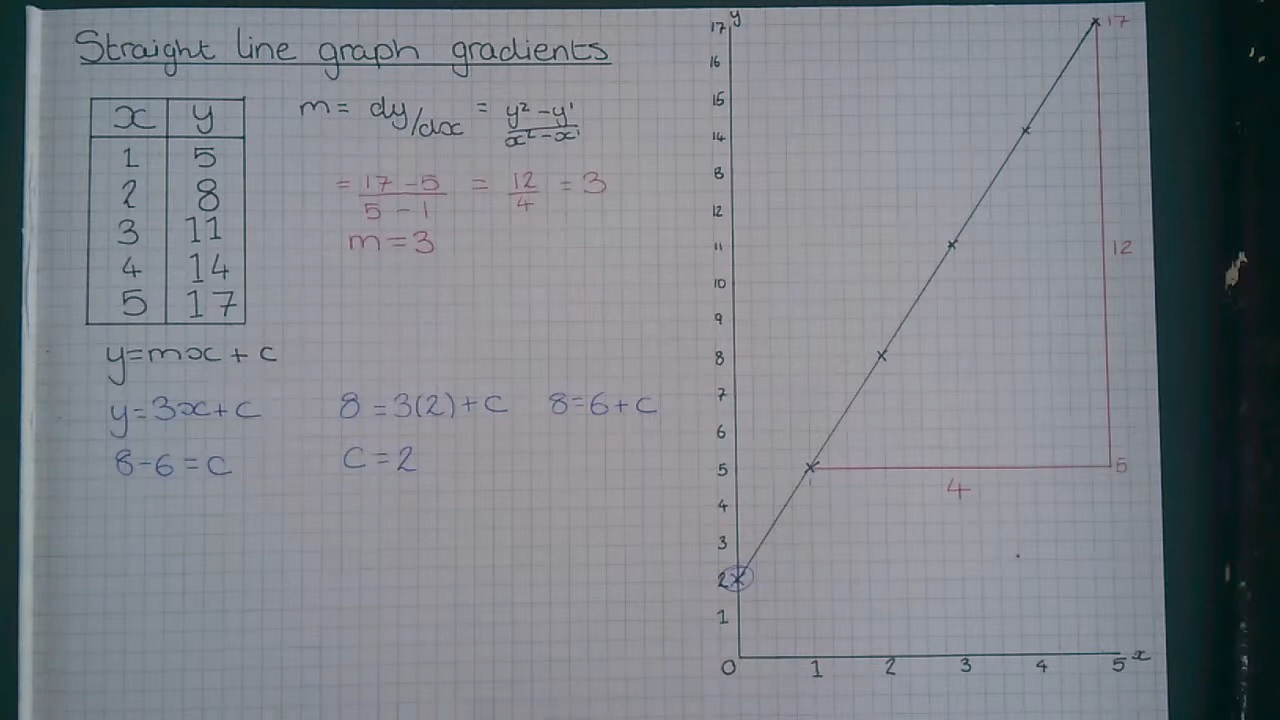 Straight line graph gradients
x y
1 5
2 8
3 11
4 14
5 17
m = dy/dx = y² - y' / x² - x'
= 17 - 5 / 5 - 1 = 12 / 4 = 3
m = 3
y = mx + c
y = 3x + c 8 = 3(2) + c 8 = 6 + c
8 - 6 = c c = 2
y
17
16
15
14
13
12
11
10
9
8
7
6
5
4
3
2
1
0 1 2 3 4 5 x
17
12
5
4